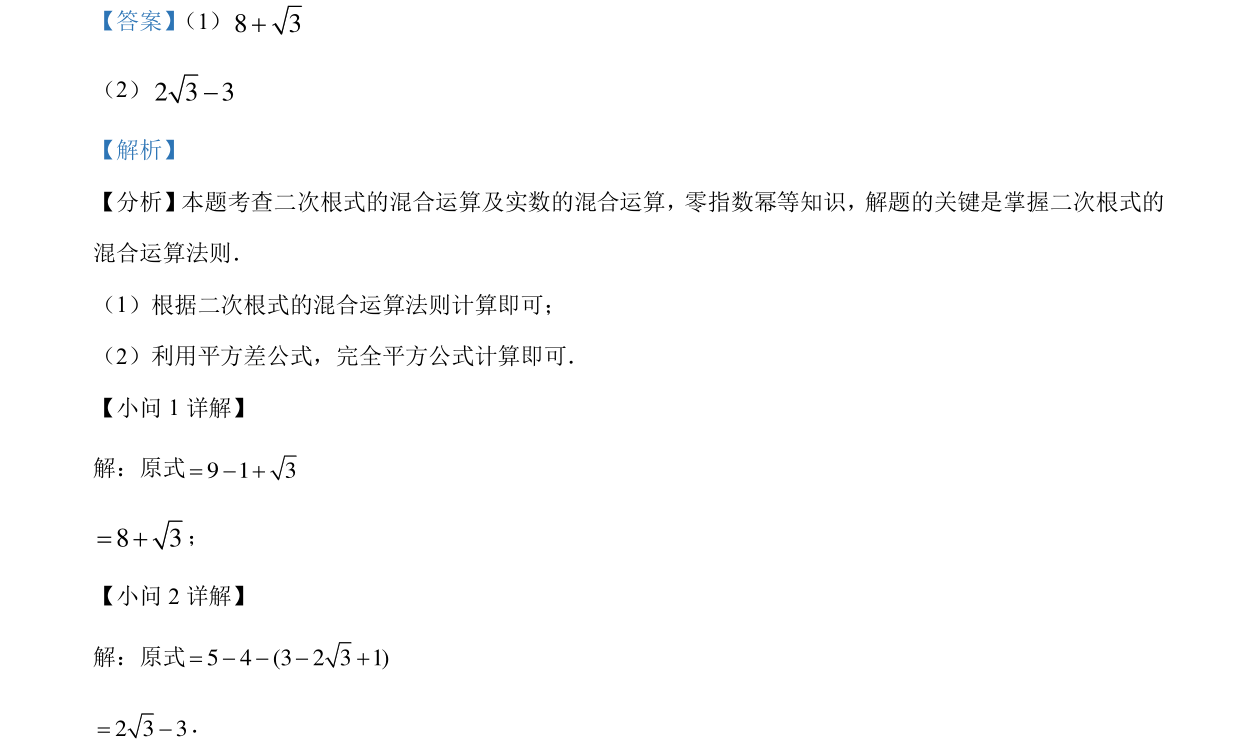 【答案】（1）8+√3
（2）2√3－3
【解析】
【分析】本题考查二次根式的混合运算及实数的混合运算，零指数幂等知识，解题的关键是掌握二次根式的
混合运算法则．
（1）根据二次根式的混合运算法则计算即可；
（2）利用平方差公式，完全平方公式计算即可．
【小问 1 详解】
解：原式=9－1+√3
=8+√3；
【小问 2 详解】
解：原式=5－4－(3－2√3+1)
=2√3－3．